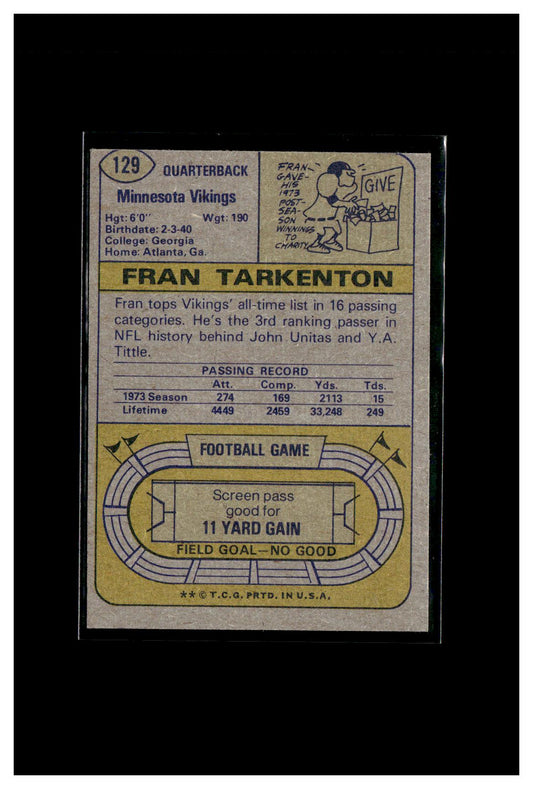 129
QUARTERBACK
Minnesota Vikings
Hgt: 6'0" Wgt: 190
Birthdate: 2-3-40
College: Georgia
Home: Atlanta, Ga.
FRAN
GAVE
HIS
1973
POST-
SEA-
SON
WINNINGS
TO
CHARITY
GIVE
FRAN TARKENTON
Fran tops Vikings' all-time list in 16 passing
categories. He's the 3rd ranking passer in
NFL history behind John Unitas and Y.A.
Tittle.
PASSING RECORD
Att. Comp. Yds. Tds.
1973 Season 274 169 2113 15
Lifetime 4449 2459 33,248 249
FOOTBALL GAME
Screen pass
good for
11 YARD GAIN
FIELD GOAL—NO GOOD
** © T.C.G. PRTD. IN U.S.A.